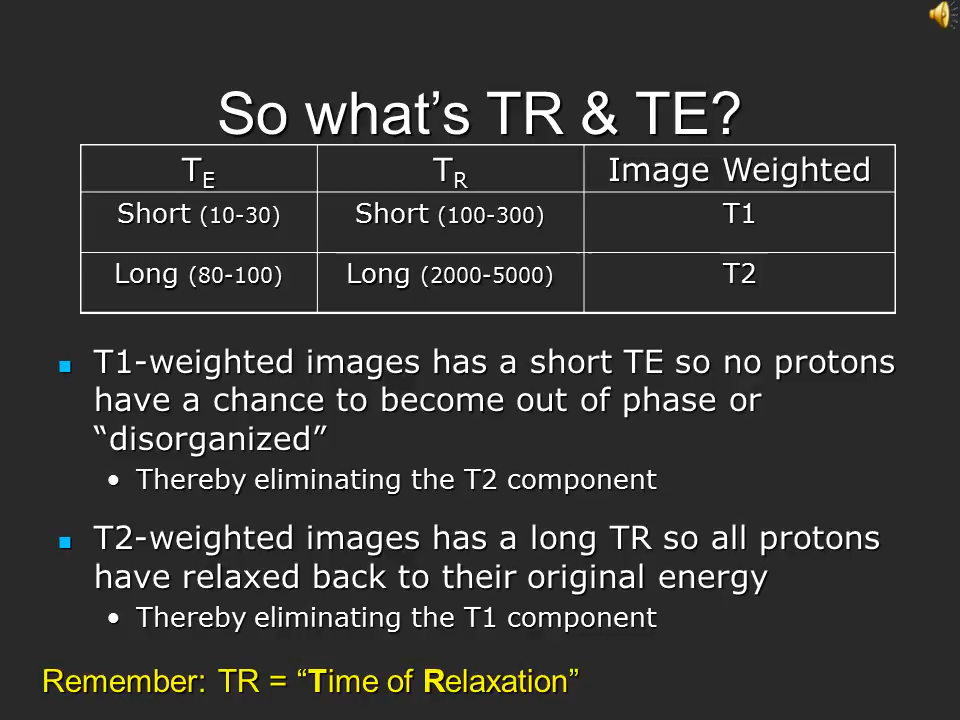 So what’s TR & TE?
TE TR Image Weighted
Short (10-30) Short (100-300) T1
Long (80-100) Long (2000-5000) T2
T1-weighted images has a short TE so no protons
have a chance to become out of phase or
“disorganized”
• Thereby eliminating the T2 component
T2-weighted images has a long TR so all protons
have relaxed back to their original energy
• Thereby eliminating the T1 component
Remember: TR = “Time of Relaxation”